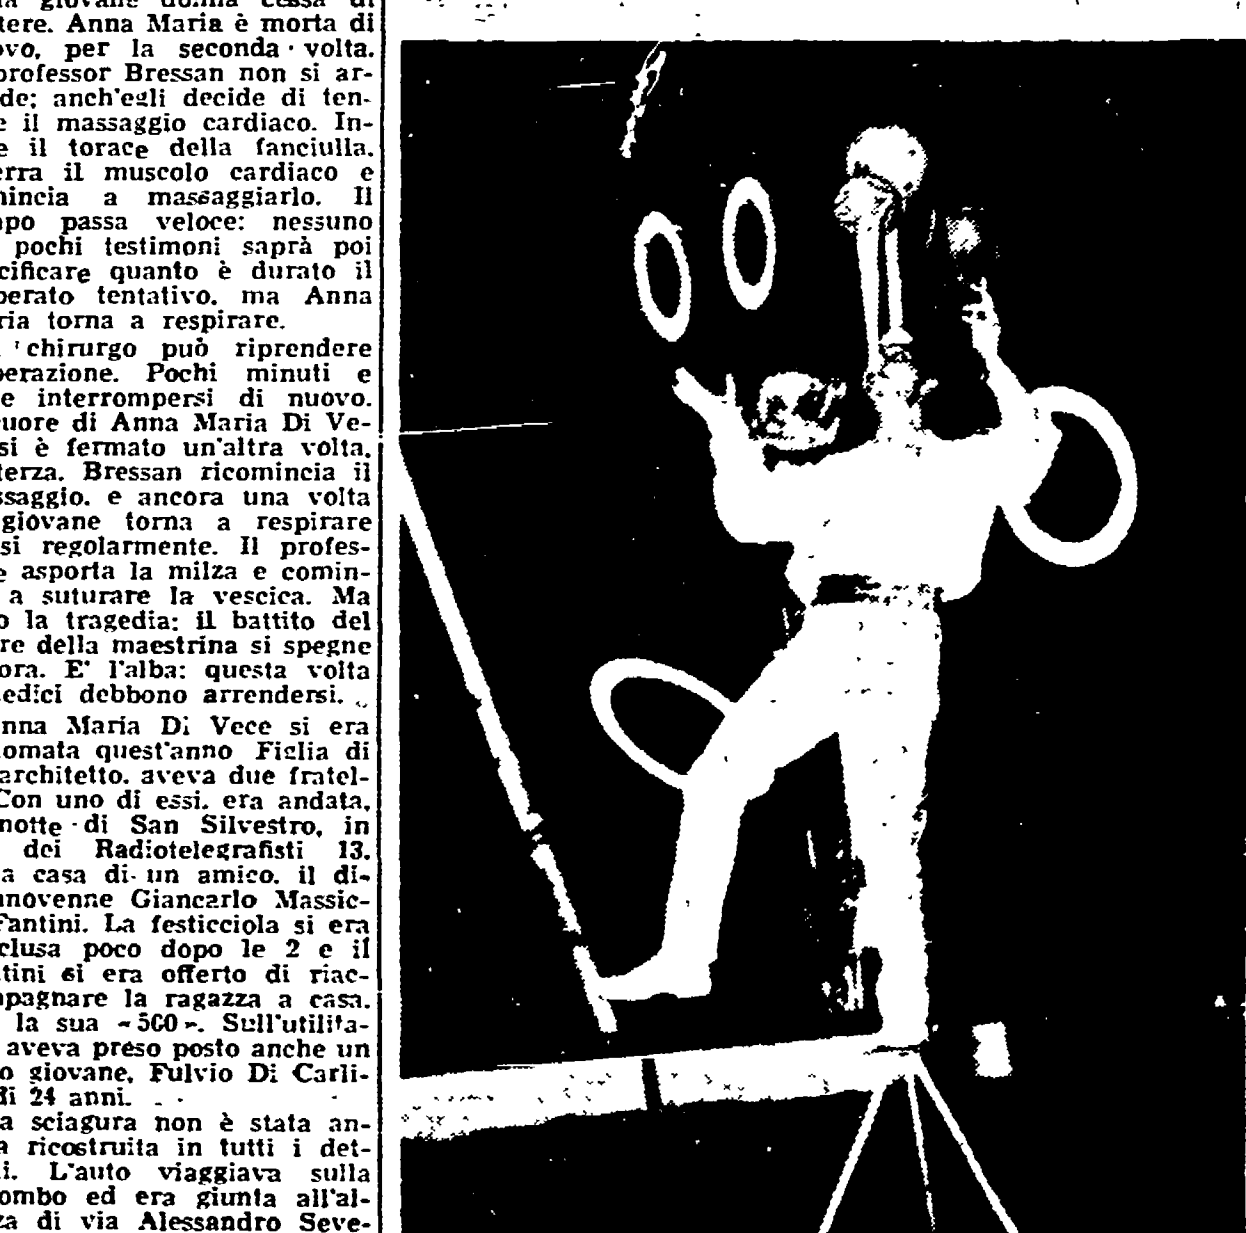 giovane donna cessa di
tere. Anna Maria è morta di
ovo, per la seconda volta.
professor Bressan non si ar-
de; anch'egli decide di ten-
e il massaggio cardiaco. In-
e il torace della fanciulla.
erra il muscolo cardiaco e
mincia a massaggiarlo. Il
mpo passa veloce: nessuno
pochi testimoni saprà poi
cificare quanto è durato il
perato tentativo. ma Anna
ria torna a respirare.
chirurgo può riprendere
perazione. Pochi minuti e
e interrompersi di nuovo.
uore di Anna Maria Di Ve-
si è fermato un'altra volta.
terza. Bressan ricomincia il
ssaggio. e ancora una volta
giovane torna a respirare
si regolarmente. Il profes-
e asporta la milza e comin-
a suturare la vescica. Ma
o la tragedia: il battito del
re della maestrina si spegne
ora. E' l'alba: questa volta
edici debbono arrendersi.
nna Maria Di Vece si era
lomata quest'anno Figlia di
architetto. aveva due fratel-
Con uno di essi. era andata,
notte di San Silvestro, in
dei Radiotelegrafisti 13.
a casa di un amico. il di-
nnovenne Giancarlo Massic-
Fantini. La festicciola si era
clusa poco dopo le 2 e il
tini si era offerto di riac-
mpagnare la ragazza a casa.
la sua «500». Sull'utilita-
aveva preso posto anche un
o giovane, Fulvio Di Carli-
di 24 anni.
a sciagura non è stata an-
a ricostruita in tutti i det-
i. L'auto viaggiava sulla
ombo ed era giunta all'al-
za di via Alessandro Seve-